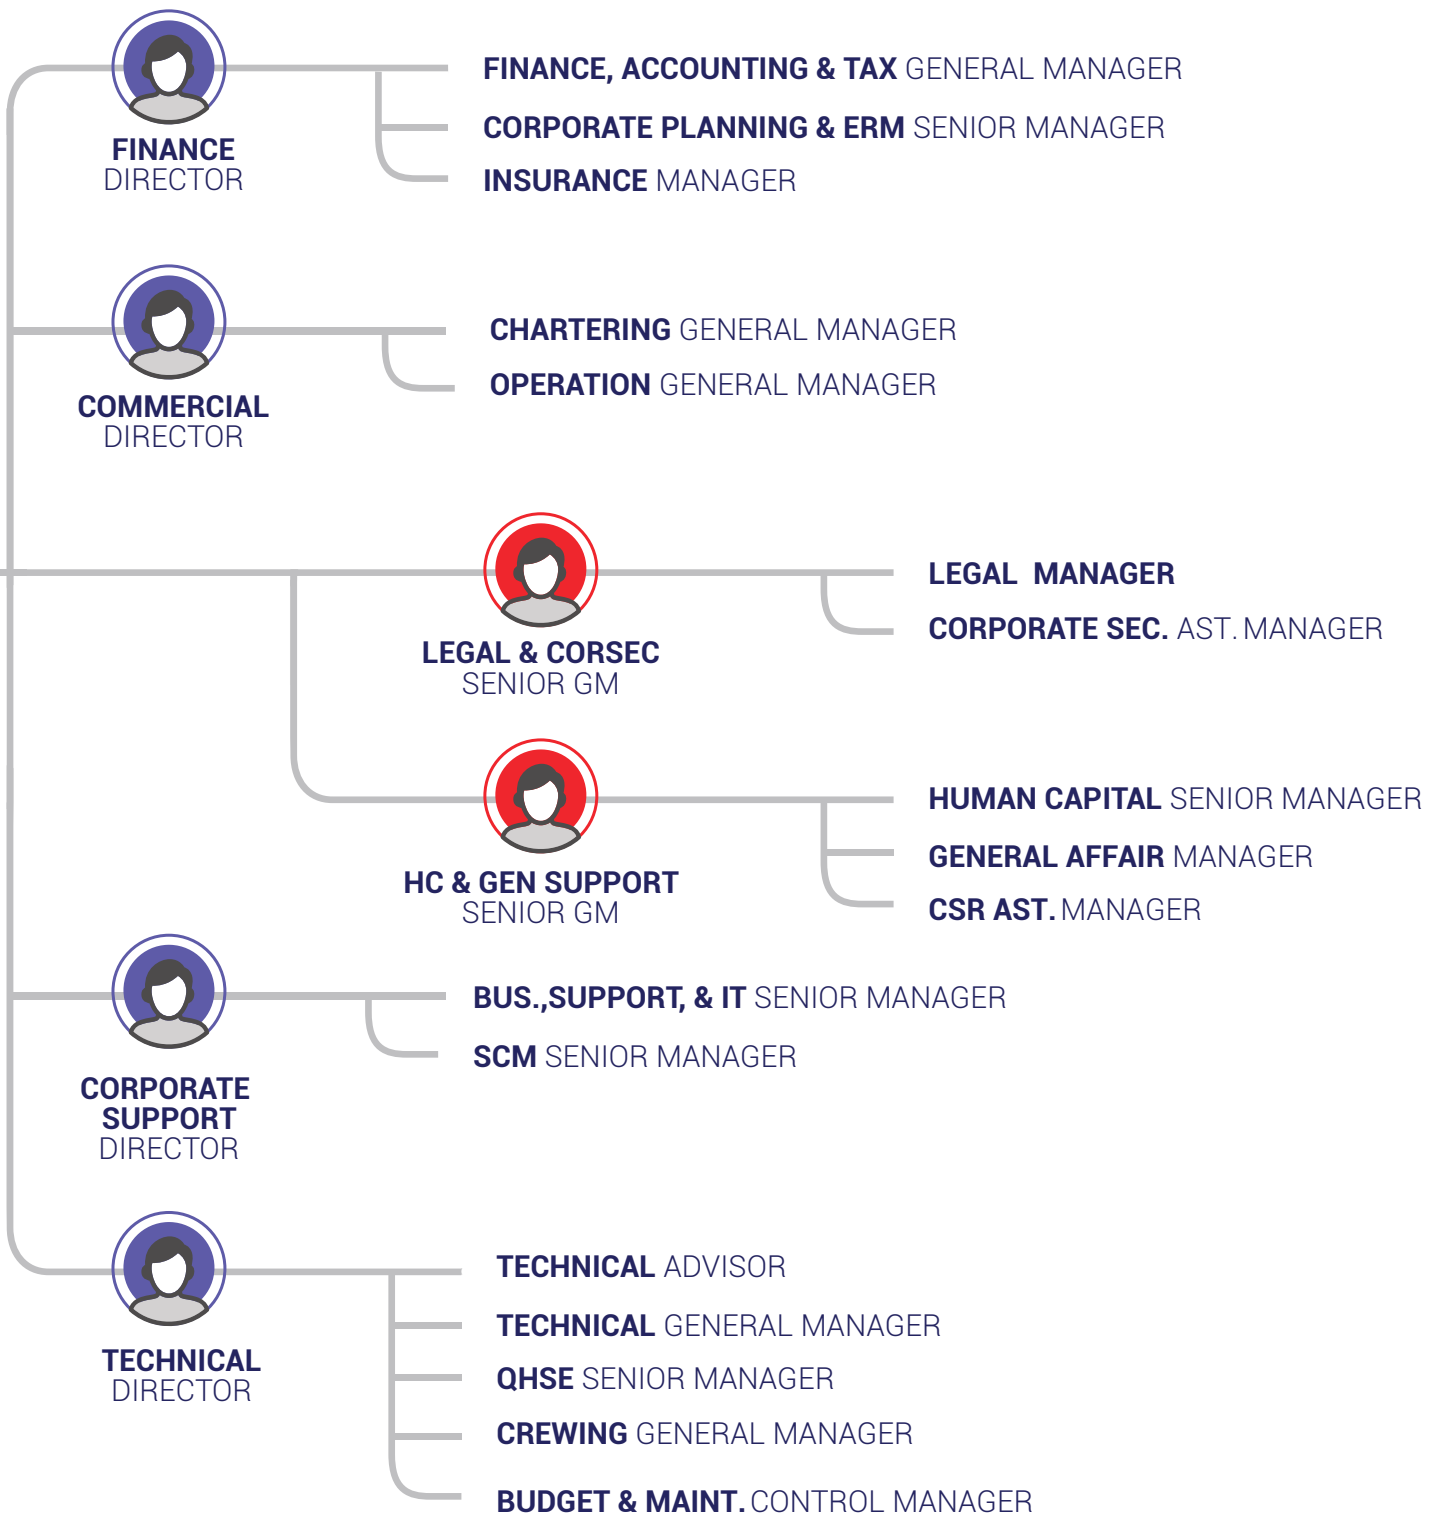 FINANCE, ACCOUNTING & TAX GENERAL MANAGER
CORPORATE PLANNING & ERM SENIOR MANAGER
INSURANCE MANAGER
FINANCE
DIRECTOR
CHARTERING GENERAL MANAGER
OPERATION GENERAL MANAGER
COMMERCIAL
DIRECTOR
LEGAL MANAGER
CORPORATE SEC. AST. MANAGER
LEGAL & CORSEC
SENIOR GM
HUMAN CAPITAL SENIOR MANAGER
GENERAL AFFAIR MANAGER
CSR AST. MANAGER
HC & GEN SUPPORT
SENIOR GM
BUS.,SUPPORT, & IT SENIOR MANAGER
SCM SENIOR MANAGER
CORPORATE
SUPPORT
DIRECTOR
TECHNICAL ADVISOR
TECHNICAL GENERAL MANAGER
QHSE SENIOR MANAGER
CREWING GENERAL MANAGER
BUDGET & MAINT. CONTROL MANAGER
TECHNICAL
DIRECTOR